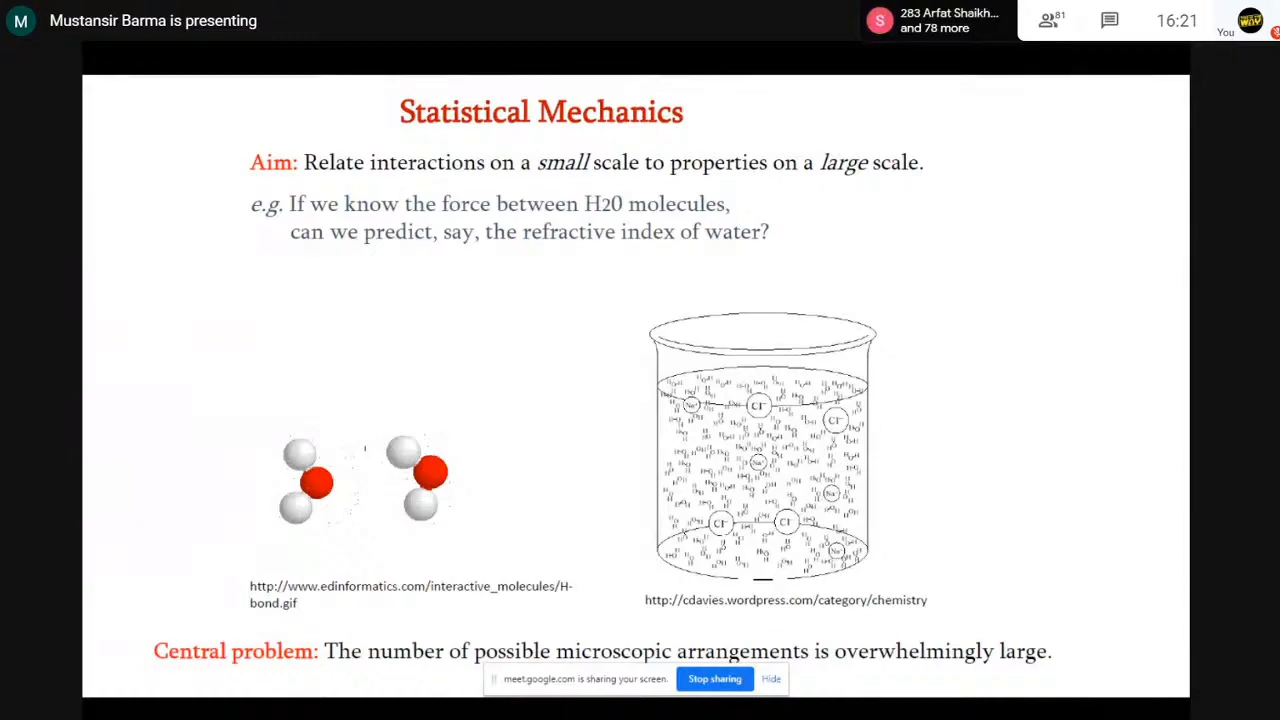 M
Mustansir Barma is presenting
S
283 Arfat Shaikh...
and 78 more
81
16:21
You
Statistical Mechanics
Aim: Relate interactions on a small scale to properties on a large scale.
e.g. If we know the force between H20 molecules,
can we predict, say, the refractive index of water?
Na⁺
Cl⁻
Cl⁻
Na⁺
Na⁺
Cl⁻
Cl⁻
Na⁺
http://www.edinformatics.com/interactive_molecules/H-
bond.gif
http://cdavies.wordpress.com/category/chemistry
Central problem: The number of possible microscopic arrangements is overwhelmingly large.
meet.google.com is sharing your screen.
Stop sharing
Hide